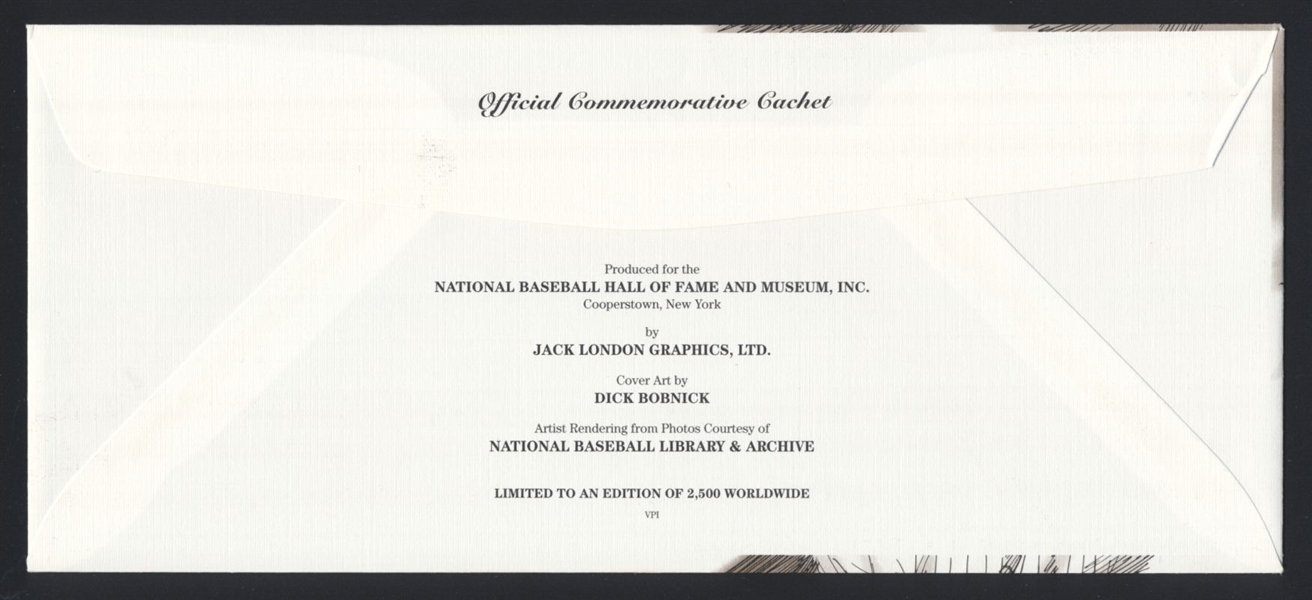 Official Commemorative Cachet
Produced for the
NATIONAL BASEBALL HALL OF FAME AND MUSEUM, INC.
Cooperstown, New York
by
JACK LONDON GRAPHICS, LTD.
Cover Art by
DICK BOBNICK
Artist Rendering from Photos Courtesy of
NATIONAL BASEBALL LIBRARY & ARCHIVE
LIMITED TO AN EDITION OF 2,500 WORLDWIDE
VPI